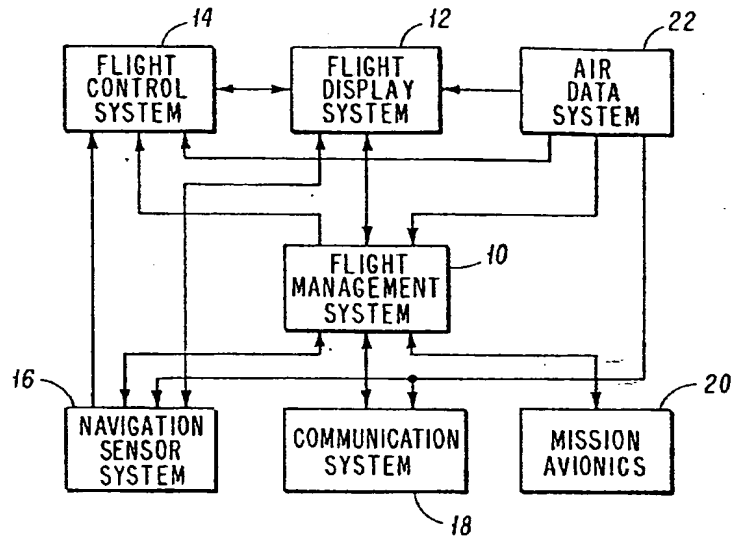 14
12
22
FLIGHT
CONTROL
SYSTEM
FLIGHT
DISPLAY
SYSTEM
AIR
DATA
SYSTEM
10
FLIGHT
MANAGEMENT
SYSTEM
16
20
NAVIGATION
SENSOR
SYSTEM
COMMUNICATION
SYSTEM
MISSION
AVIONICS
18